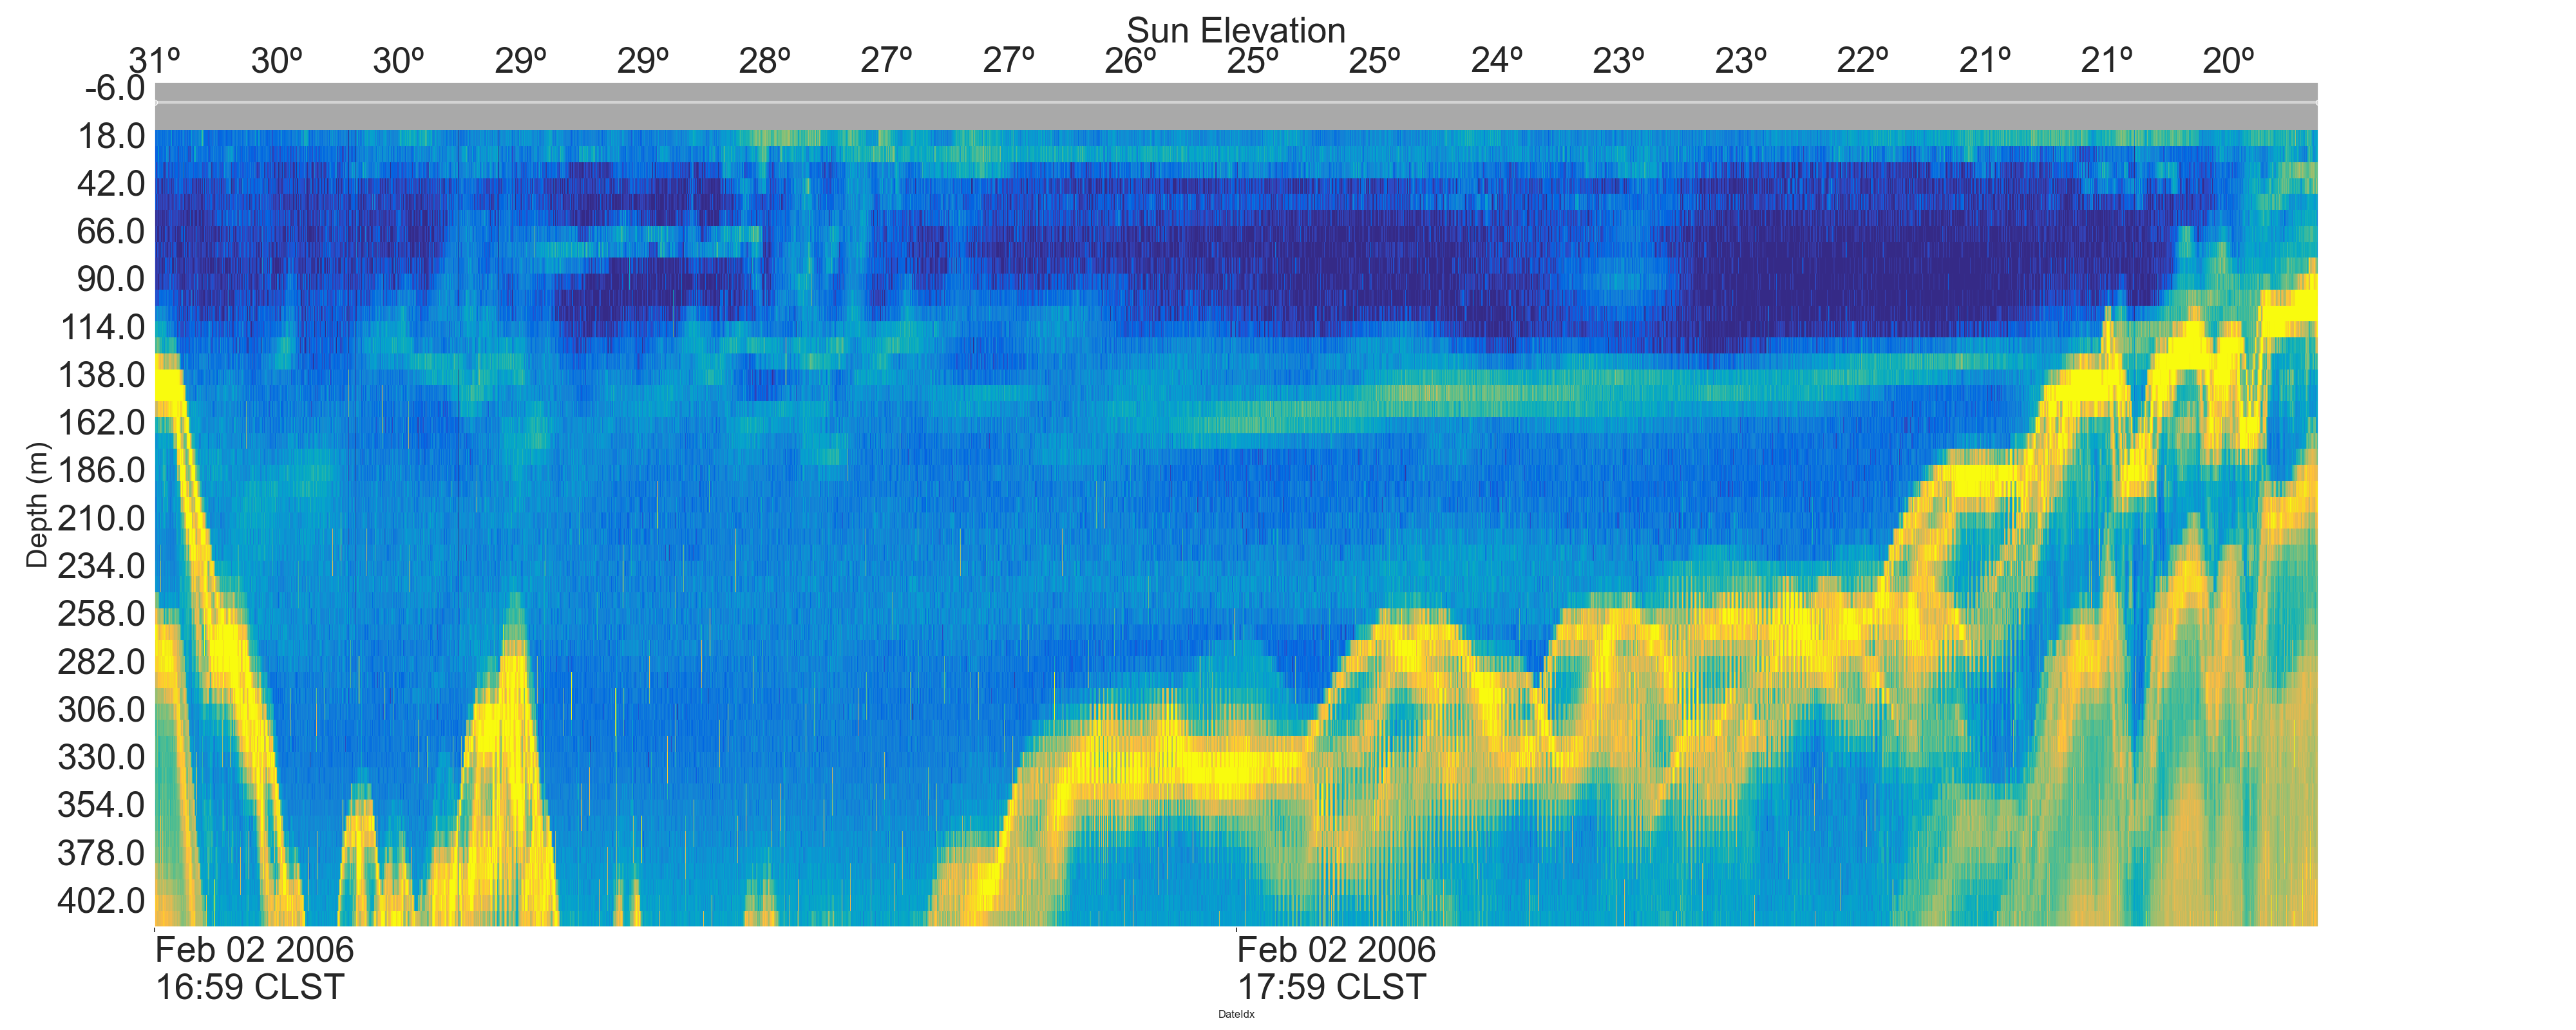 Sun Elevation
31º 30º 30º 29º 29º 28º 27º 27º 26º 25º 25º 24º 23º 23º 22º 21º 21º 20º
-6.0
18.0
42.0
66.0
90.0
114.0
138.0
162.0
186.0
210.0
234.0
258.0
282.0
306.0
330.0
354.0
378.0
402.0
Depth (m)
Feb 02 2006
16:59 CLST
Feb 02 2006
17:59 CLST
DateIdx